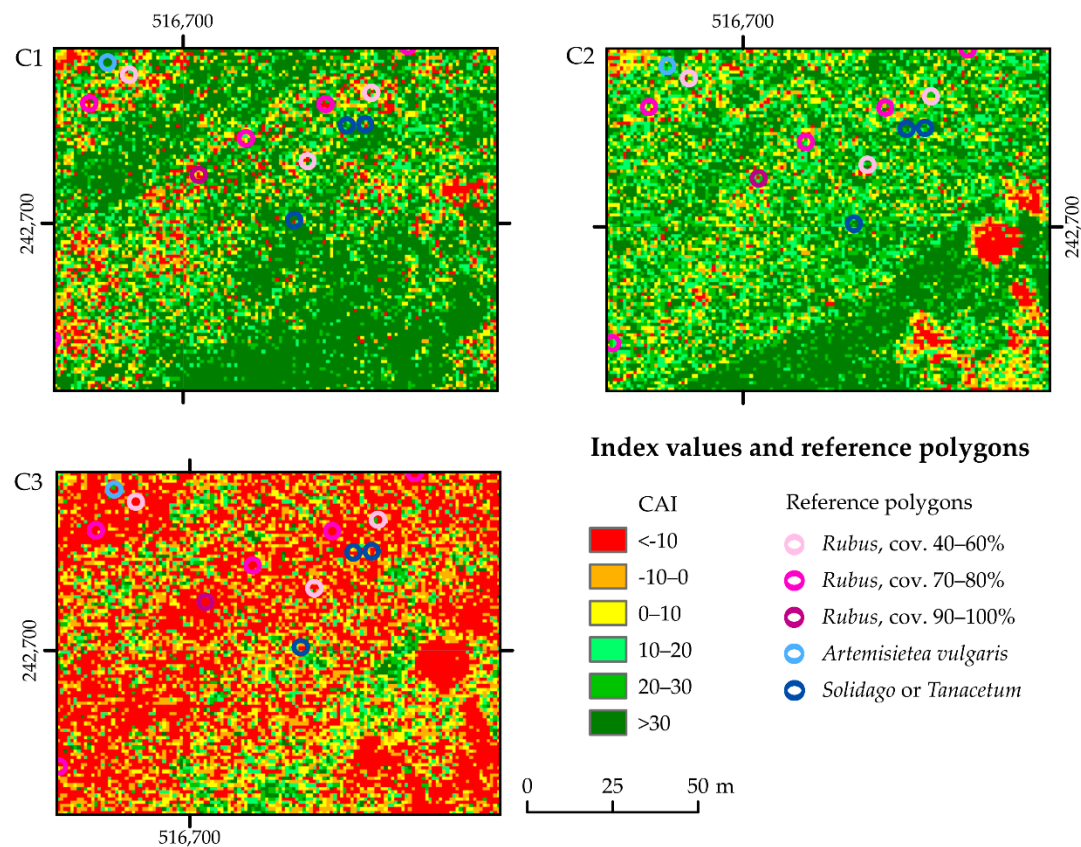 516,700
516,700
C1
C2
242,700
242,700
Index values and reference polygons
C3
CAI
Reference polygons
<-10
Rubus, cov. 40–60%
-10–0
Rubus, cov. 70–80%
0–10
Rubus, cov. 90–100%
10–20
Artemisietea vulgaris
20–30
Solidago or Tanacetum
>30
242,700
0 25 50 m
516,700